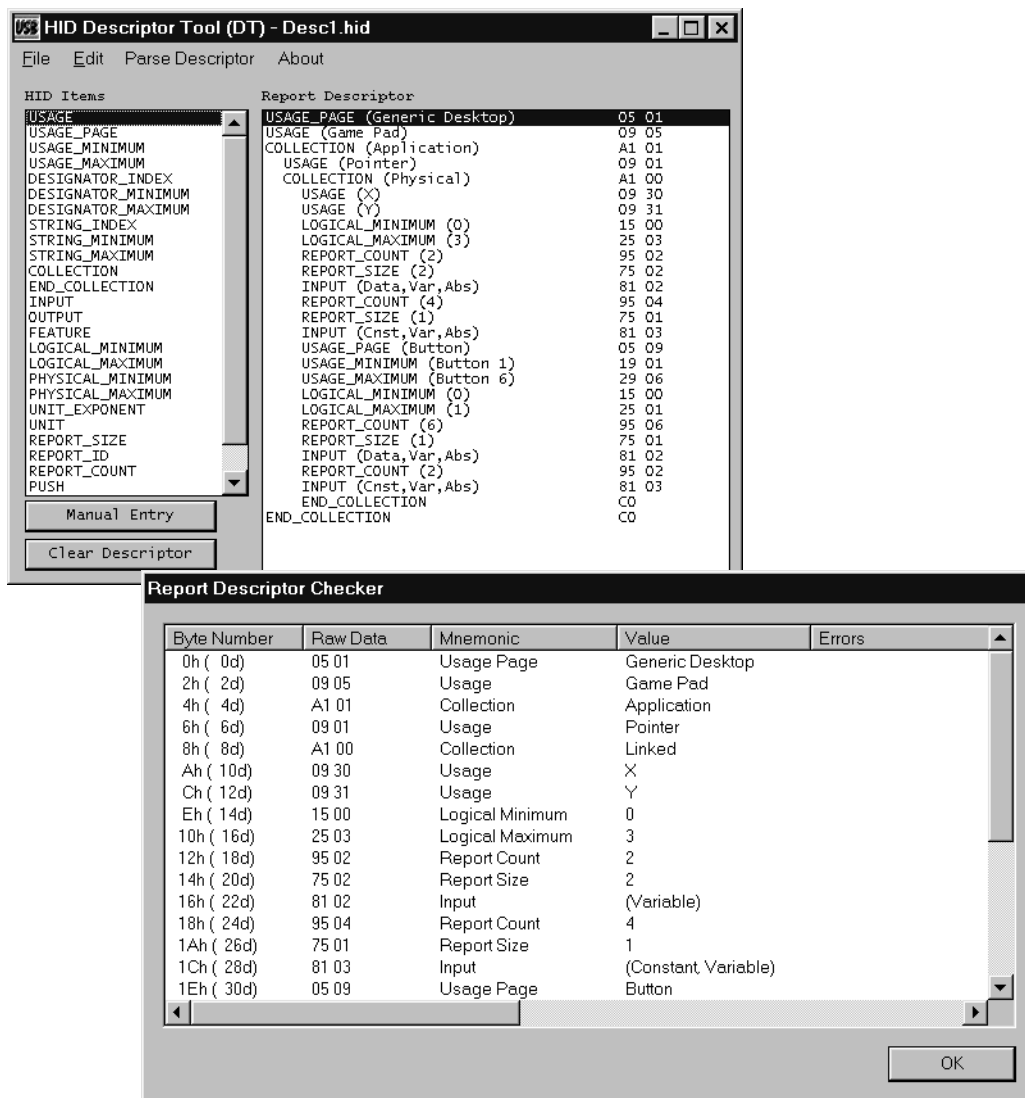 USB HID Descriptor Tool (DT) - Desc1.hid
File Edit Parse Descriptor About
HID Items
USAGE
USAGE_PAGE
USAGE_MINIMUM
USAGE_MAXIMUM
DESIGNATOR_INDEX
DESIGNATOR_MINIMUM
DESIGNATOR_MAXIMUM
STRING_INDEX
STRING_MINIMUM
STRING_MAXIMUM
COLLECTION
END_COLLECTION
INPUT
OUTPUT
FEATURE
LOGICAL_MINIMUM
LOGICAL_MAXIMUM
PHYSICAL_MINIMUM
PHYSICAL_MAXIMUM
UNIT_EXPONENT
UNIT
REPORT_SIZE
REPORT_ID
REPORT_COUNT
PUSH
Manual Entry
Clear Descriptor
Report Descriptor
USAGE_PAGE (Generic Desktop) 05 01
USAGE (Game Pad) 09 05
COLLECTION (Application) A1 01
USAGE (Pointer) 09 01
COLLECTION (Physical) A1 00
USAGE (X) 09 30
USAGE (Y) 09 31
LOGICAL_MINIMUM (0) 15 00
LOGICAL_MAXIMUM (3) 25 03
REPORT_COUNT (2) 95 02
REPORT_SIZE (2) 75 02
INPUT (Data,Var,Abs) 81 02
REPORT_COUNT (4) 95 04
REPORT_SIZE (1) 75 01
INPUT (Cnst,Var,Abs) 81 03
USAGE_PAGE (Button) 05 09
USAGE_MINIMUM (Button 1) 19 01
USAGE_MAXIMUM (Button 6) 29 06
LOGICAL_MINIMUM (0) 15 00
LOGICAL_MAXIMUM (1) 25 01
REPORT_COUNT (6) 95 06
REPORT_SIZE (1) 75 01
INPUT (Data,Var,Abs) 81 02
REPORT_COUNT (2) 95 02
INPUT (Cnst,Var,Abs) 81 03
END_COLLECTION C0
END_COLLECTION C0
Report Descriptor Checker
Byte Number Raw Data Mnemonic Value Errors
0h ( 0d) 05 01 Usage Page Generic Desktop
2h ( 2d) 09 05 Usage Game Pad
4h ( 4d) A1 01 Collection Application
6h ( 6d) 09 01 Usage Pointer
8h ( 8d) A1 00 Collection Linked
Ah ( 10d) 09 30 Usage X
Ch ( 12d) 09 31 Usage Y
Eh ( 14d) 15 00 Logical Minimum 0
10h ( 16d) 25 03 Logical Maximum 3
12h ( 18d) 95 02 Report Count 2
14h ( 20d) 75 02 Report Size 2
16h ( 22d) 81 02 Input (Variable)
18h ( 24d) 95 04 Report Count 4
1Ah ( 26d) 75 01 Report Size 1
1Ch ( 28d) 81 03 Input (Constant, Variable)
1Eh ( 30d) 05 09 Usage Page Button
OK